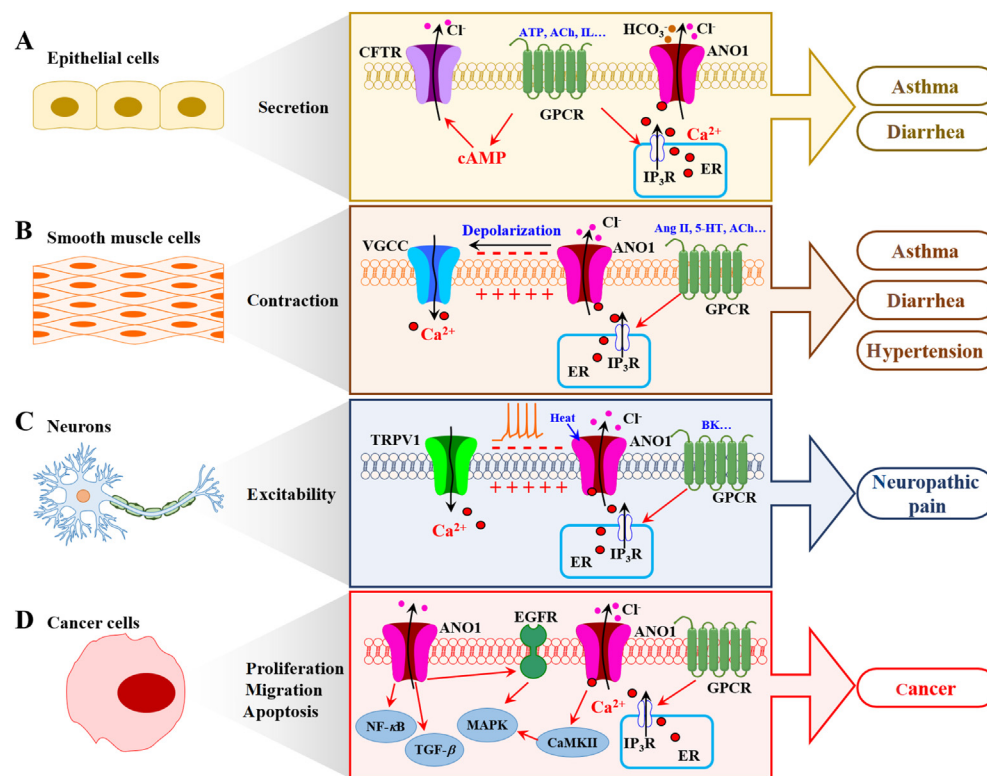 A
Epithelial cells
Secretion
CFTR
Cl⁻
ATP, ACh, IL…
GPCR
HCO₃⁻
Cl⁻
ANO1
cAMP
Ca²⁺
IP₃R
ER
Asthma
Diarrhea
B
Smooth muscle cells
Contraction
VGCC
Depolarization
Cl⁻
ANO1
Ang II, 5-HT, ACh…
GPCR
- - - - -
+ + + + +
Ca²⁺
ER
IP₃R
Asthma
Diarrhea
Hypertension
C
Neurons
Excitability
TRPV1
Heat
Cl⁻
ANO1
BK…
GPCR
- - - - -
+ + + + +
Ca²⁺
ER
IP₃R
Neuropathic
pain
D
Cancer cells
Proliferation
Migration
Apoptosis
ANO1
EGFR
Cl⁻
ANO1
GPCR
NF-κB
TGF-β
MAPK
CaMKII
Ca²⁺
IP₃R
ER
Cancer